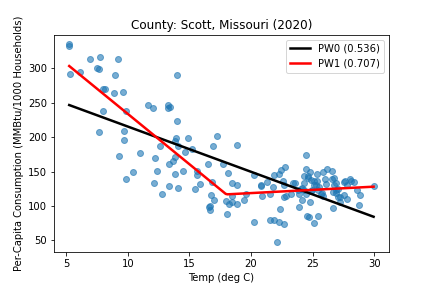 County: Scott, Missouri (2020)
Per-Capita Consumption (MMBtu/1000 Households)
300
250
200
150
100
50
PW0 (0.536)
PW1 (0.707)
5 10 15 20 25 30
Temp (deg C)